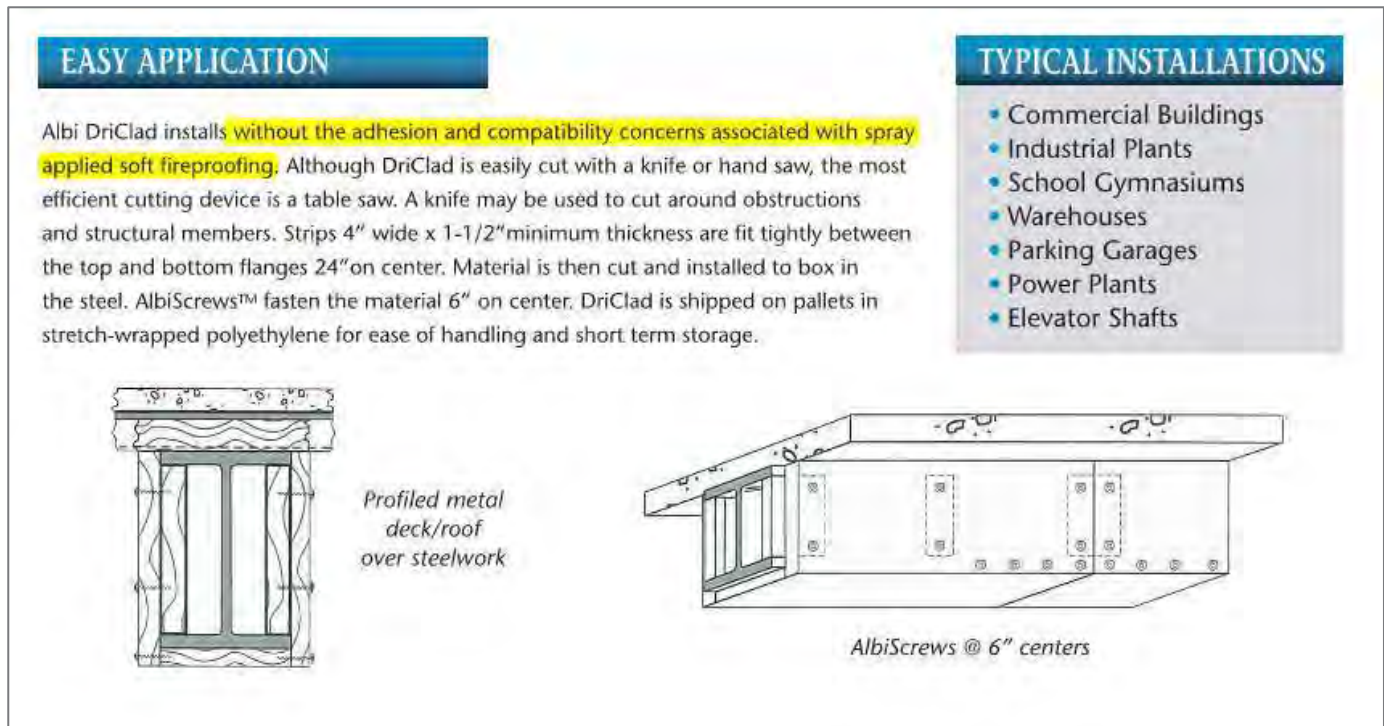 EASY APPLICATION
Albi DriClad installs without the adhesion and compatibility concerns associated with spray
applied soft fireproofing. Although DriClad is easily cut with a knife or hand saw, the most
efficient cutting device is a table saw. A knife may be used to cut around obstructions
and structural members. Strips 4” wide x 1-1/2”minimum thickness are fit tightly between
the top and bottom flanges 24”on center. Material is then cut and installed to box in
the steel. AlbiScrews™ fasten the material 6” on center. DriClad is shipped on pallets in
stretch-wrapped polyethylene for ease of handling and short term storage.
TYPICAL INSTALLATIONS
• Commercial Buildings
• Industrial Plants
• School Gymnasiums
• Warehouses
• Parking Garages
• Power Plants
• Elevator Shafts
Profiled metal
deck/roof
over steelwork
AlbiScrews @ 6” centers